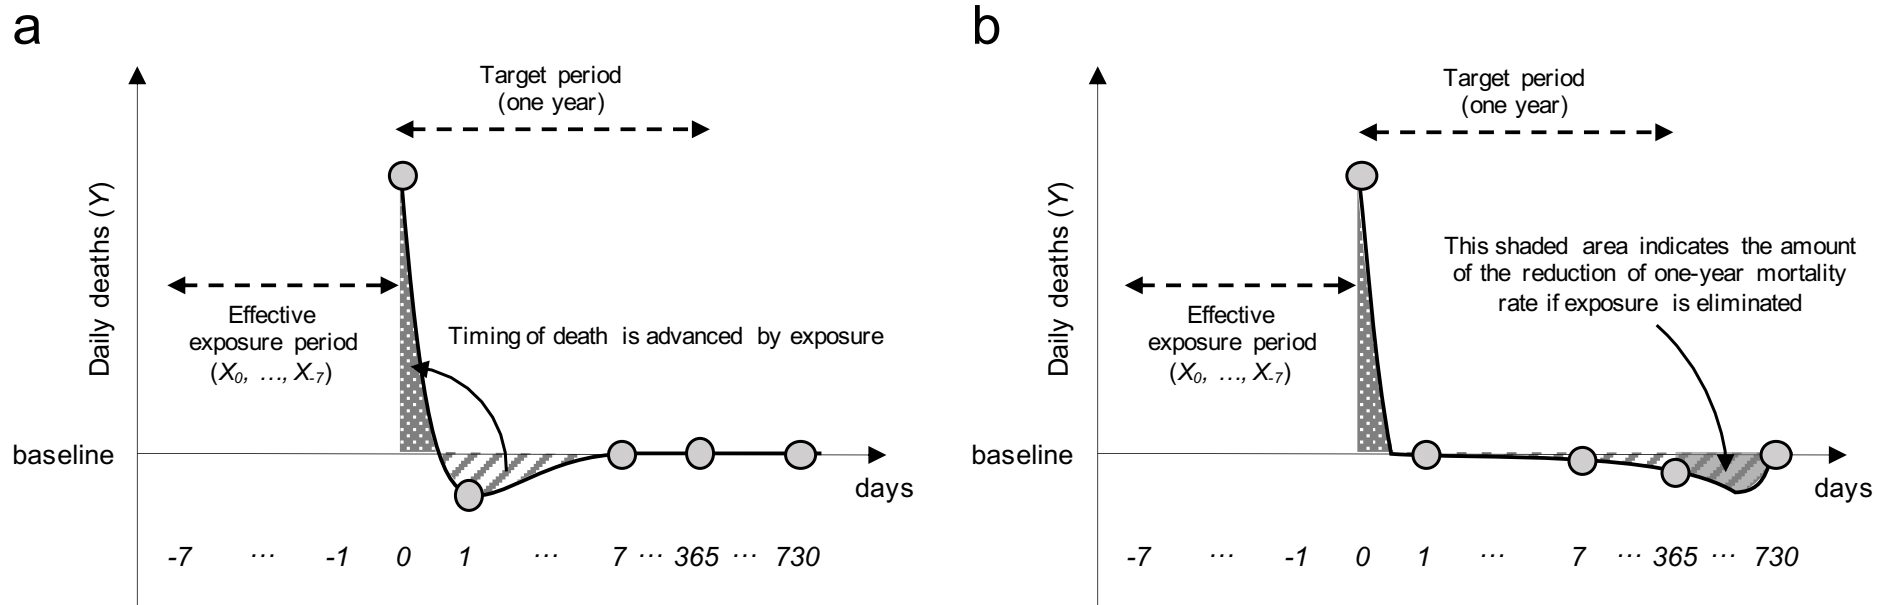 a
Target period
(one year)
Daily deaths (Y)
Effective
exposure period
(X0, …, X-7)
Timing of death is advanced by exposure
baseline
days
-7 … -1 0 1 … 7 … 365 … 730
b
Target period
(one year)
Daily deaths (Y)
This shaded area indicates the amount
of the reduction of one-year mortality
rate if exposure is eliminated
Effective
exposure period
(X0, …, X-7)
baseline
days
-7 … -1 0 1 … 7 … 365 … 730